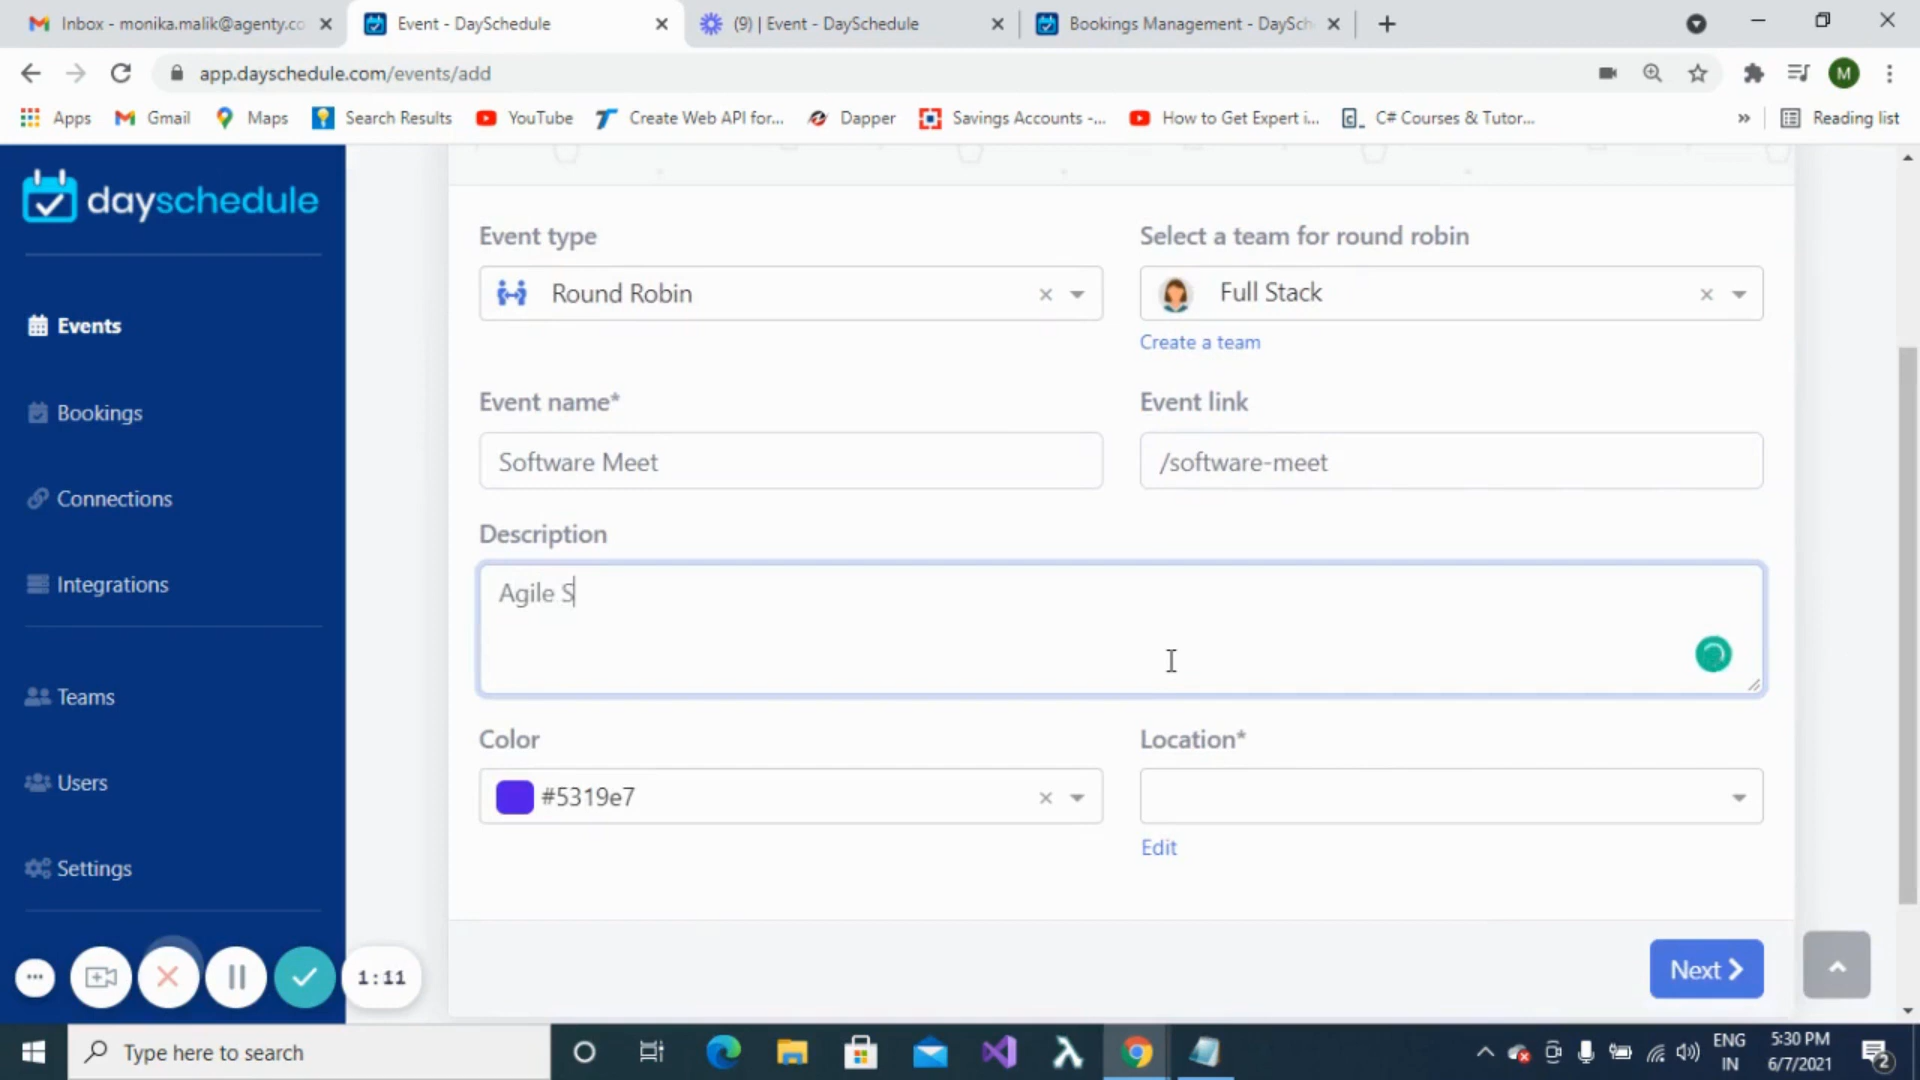 Inbox - monika.malik@agenty.co
Event - DaySchedule
(9) | Event - DaySchedule
Bookings Management - DaySch
app.dayschedule.com/events/add
M
Apps
Gmail
Maps
Search Results
YouTube
Create Web API for...
Dapper
Savings Accounts -...
How to Get Expert i...
C# Courses & Tutor...
»
Reading list
dayschedule
Events
Bookings
Connections
Integrations
Teams
Users
Settings
Event type
Select a team for round robin
Round Robin
Full Stack
Create a team
Event name*
Event link
Software Meet
/software-meet
Description
Agile S
Color
Location*
#5319e7
Edit
Next
1:11
Type here to search
ENG
IN
5:30 PM
6/7/2021
2